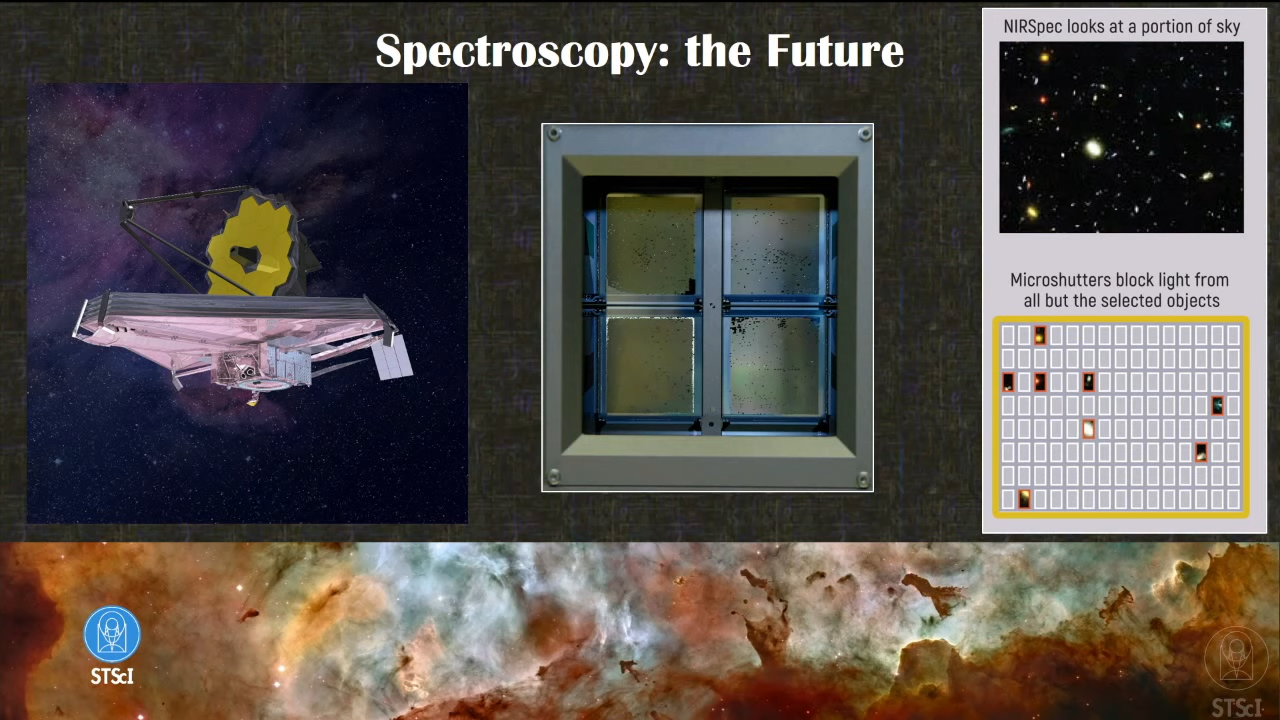 Spectroscopy: the Future
NIRSpec looks at a portion of sky
Microshutters block light from
all but the selected objects
STScI
STScI